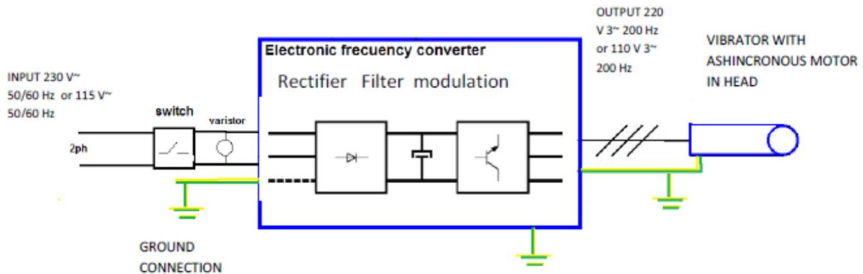 OUTPUT 220
V 3~ 200 Hz
or 110 V 3~
200 Hz
VIBRATOR WITH
ASHINCRONOUS MOTOR
IN HEAD
Electronic frecuency converter
Rectifier Filter modulation
INPUT 230 V~
50/60 Hz or 115 V~
50/60 Hz
switch
varistor
2ph
GROUND
CONNECTION